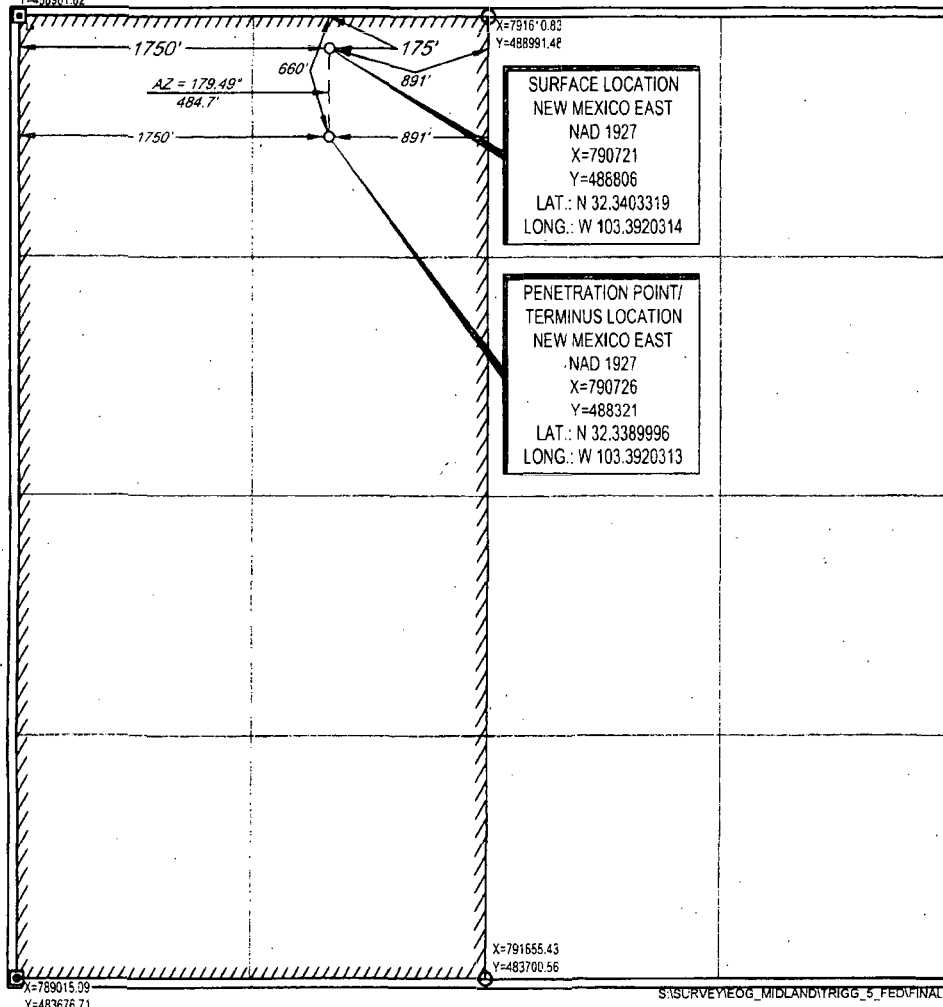 X=791610.83
Y=488991.48
1750'
175'
660'
891'
AZ = 179.49°
484.7'
1750'
891'
SURFACE LOCATION
NEW MEXICO EAST
NAD 1927
X=790721
Y=488806
LAT.: N 32.3403319
LONG.: W 103.3920314
PENETRATION POINT/
TERMINUS LOCATION
NEW MEXICO EAST
NAD 1927
X=790726
Y=488321
LAT.: N 32.3389996
LONG.: W 103.3920313
X=791655.43
Y=483700.56
X=789015.09
Y=483676.71
S:\SURVEY\EOG_MIDLAND\TRIGG_5_FED\FINAL